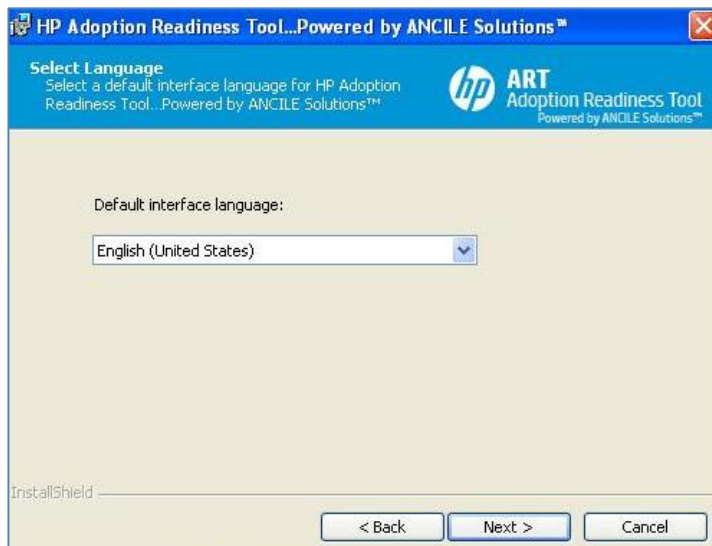 HP Adoption Readiness Tool...Powered by ANCILE Solutions™
Select Language
Select a default interface language for HP Adoption
Readiness Tool...Powered by ANCILE Solutions™
hp
ART
Adoption Readiness Tool
Powered by ANCILE Solutions™
Default interface language:
English (United States)
InstallShield
< Back
Next >
Cancel